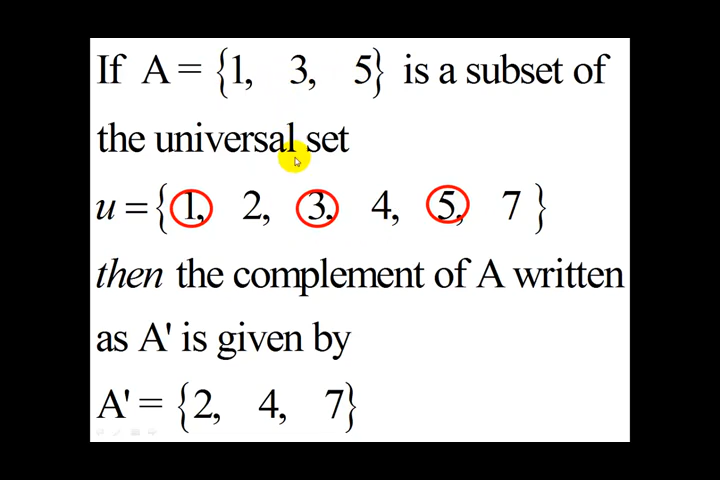 If A = {1, 3, 5} is a subset of
the universal set
u = {1, 2, 3, 4, 5, 7 }
then the complement of A written
as A' is given by
A' = {2, 4, 7}